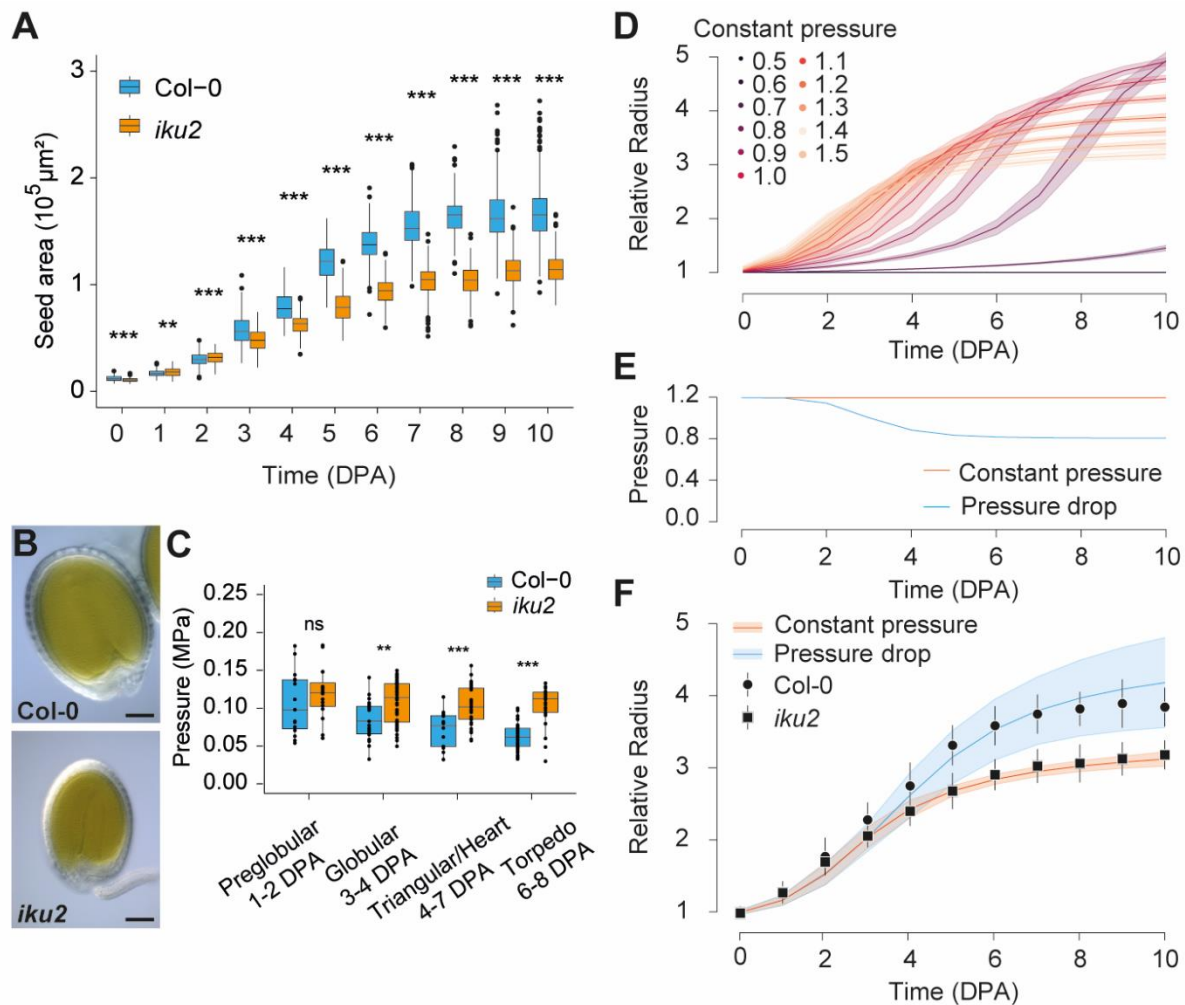 A
Col-0
iku2
3
2
1
0
Seed area (10⁵μm²)
*** ** *** *** *** *** *** *** *** *** ***
0 1 2 3 4 5 6 7 8 9 10
Time (DPA)
B
Col-0
iku2
C
Col−0
iku2
Pressure (MPa)
0.25
0.20
0.15
0.10
0.05
0.00
ns ** *** ***
Preglobular
1-2 DPA
Globular
3-4 DPA
Triangular/Heart
4-7 DPA
Torpedo
6-8 DPA
D
Constant pressure
0.5 1.1
0.6 1.2
0.7 1.3
0.8 1.4
0.9 1.5
1.0
Relative Radius
5
4
3
2
1
0 2 4 6 8 10
Time (DPA)
E
Pressure
1.2
0.8
0.4
0.0
Constant pressure
Pressure drop
0 2 4 6 8 10
Time (DPA)
F
Constant pressure
Pressure drop
Col-0
iku2
Relative Radius
5
4
3
2
1
0 2 4 6 8 10
Time (DPA)